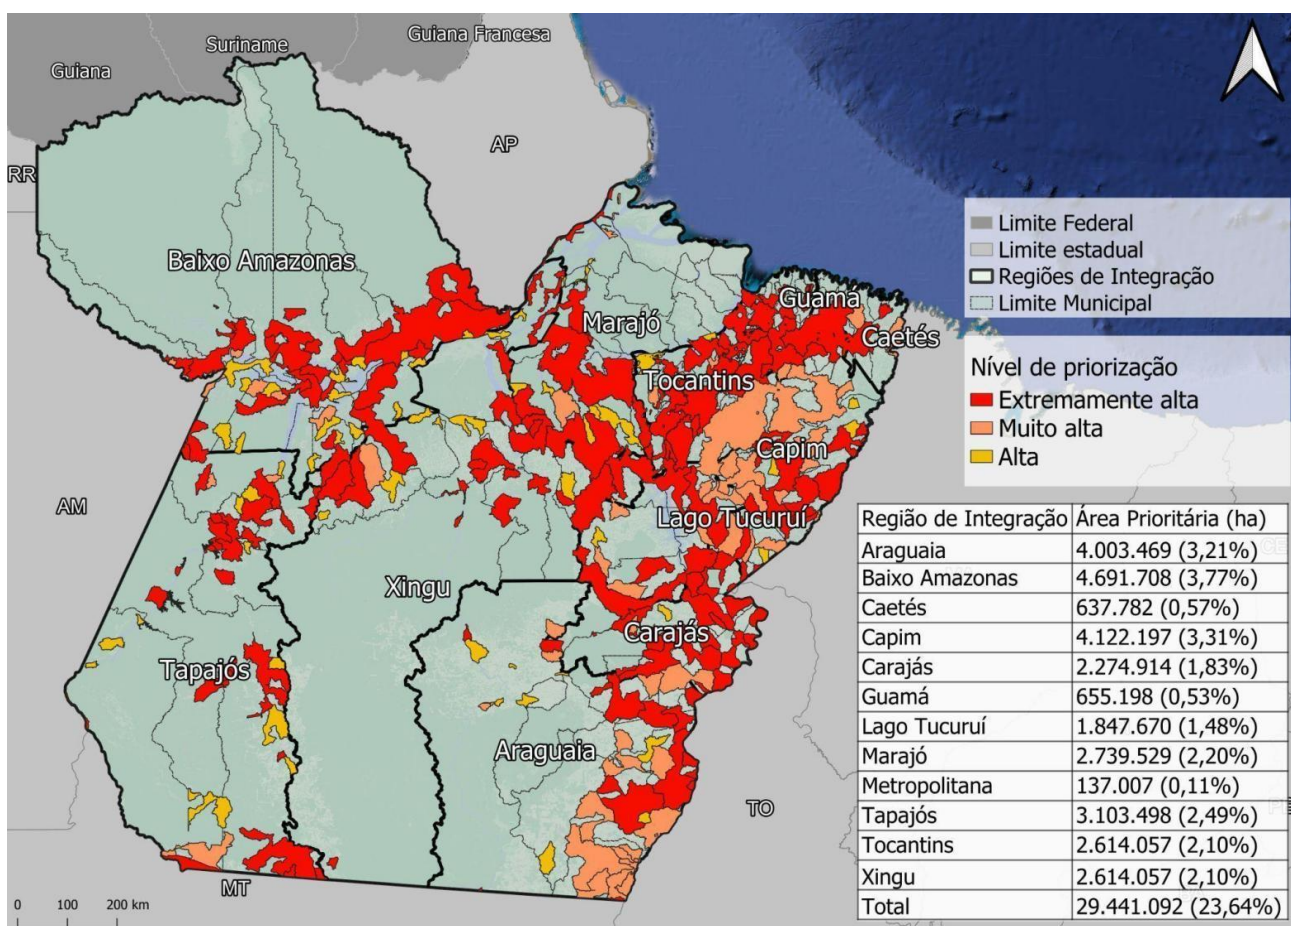 Suriname
Guiana Francesa
Guiana
AP
RR
Baixo Amazonas
Limite Federal
Limite estadual
Regiões de Integração
Limite Municipal
Guamá
Marajó
Caetés
Nível de priorização
Tocantins
Extremamente alta
Muito alta
Capim
Alta
AM
Lago Tucuruí
Xingu
Carajás
Tapajós
Araguaia
TO
MT
0 100 200 km
Região de Integração Área Prioritária (ha)
Araguaia 4.003.469 (3,21%)
Baixo Amazonas 4.691.708 (3,77%)
Caetés 637.782 (0,57%)
Capim 4.122.197 (3,31%)
Carajás 2.274.914 (1,83%)
Guamá 655.198 (0,53%)
Lago Tucuruí 1.847.670 (1,48%)
Marajó 2.739.529 (2,20%)
Metropolitana 137.007 (0,11%)
Tapajós 3.103.498 (2,49%)
Tocantins 2.614.057 (2,10%)
Xingu 2.614.057 (2,10%)
Total 29.441.092 (23,64%)